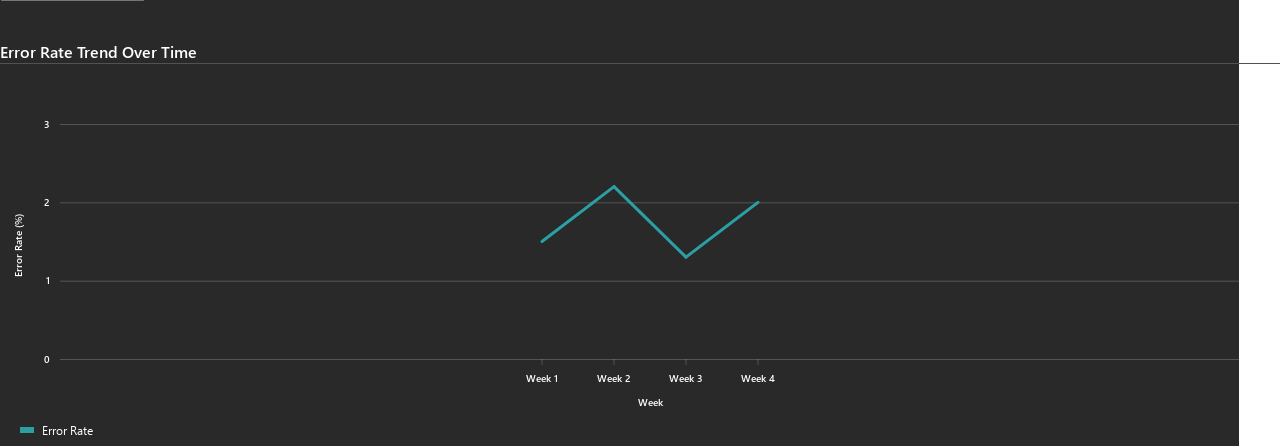 Error Rate Trend Over Time
3
2
1
0
Error Rate (%)
Week 1 Week 2 Week 3 Week 4
Week
Error Rate